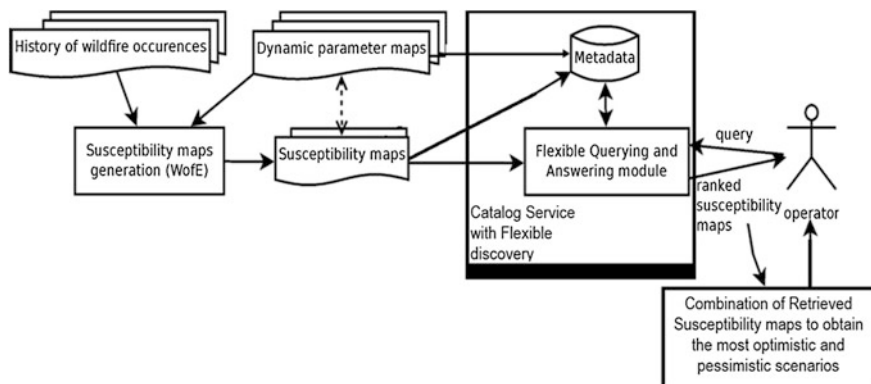 History of wildfire occurences
Dynamic parameter maps
Metadata
Susceptibility maps
generation (WofE)
Susceptibility maps
Flexible Querying and
Answering module
query
ranked
susceptibility
maps
operator
Catalog Service
with Flexible
discovery
Combination of Retrieved
Susceptibility maps to obtain
the most optimistic and
pessimistic scenarios